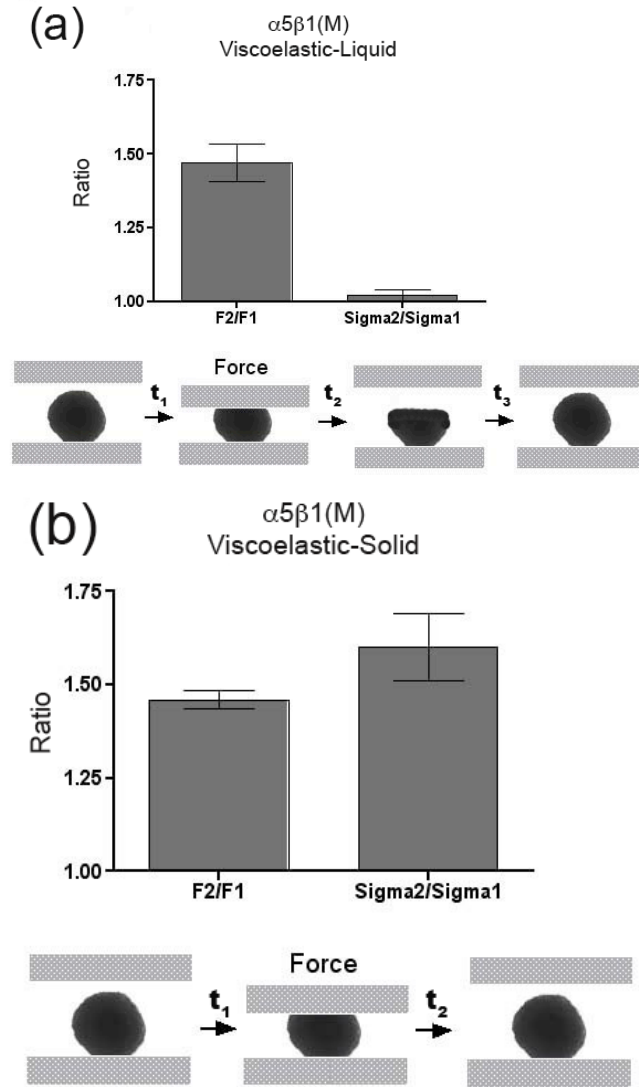 (a)
α5β1(M)
Viscoelastic-Liquid
Ratio
1.75
1.50
1.25
1.00
F2/F1
Sigma2/Sigma1
Force
t1
t2
t3
(b)
α5β1(M)
Viscoelastic-Solid
Ratio
1.75
1.50
1.25
1.00
F2/F1
Sigma2/Sigma1
Force
t1
t2